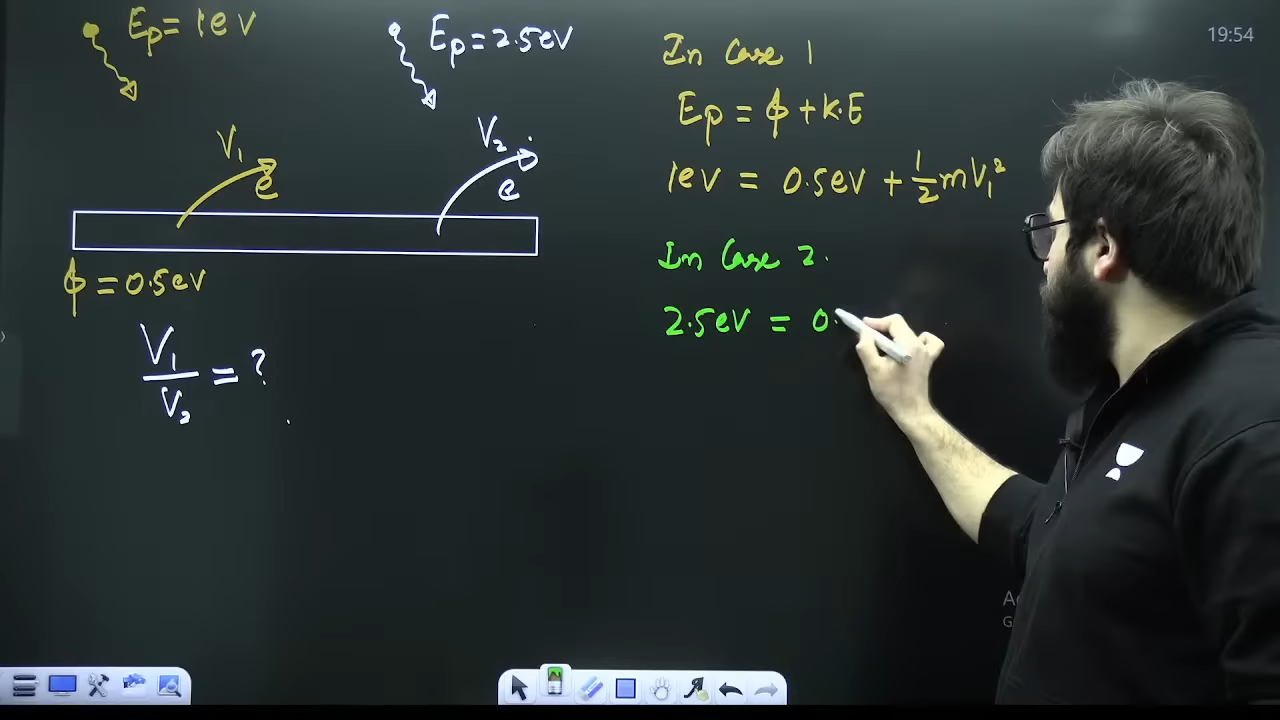 Ep = 1eV
Ep = 2.5eV
V₁
e
V₂
e
ϕ = 0.5eV
V₁
V₂
= ?
In Case 1
Ep = ϕ + K.E
1eV = 0.5eV + 1/2 mV₁²
In Case 2.
2.5eV = 0.
19:54